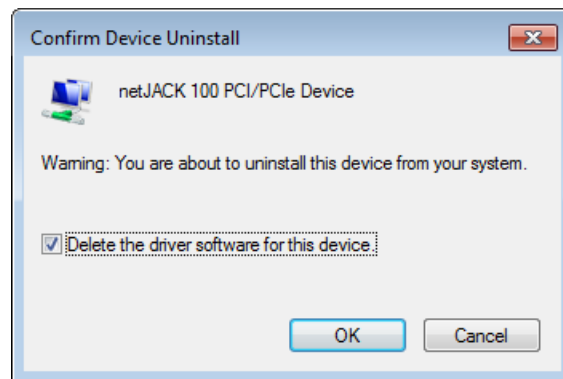 Confirm Device Uninstall
netJACK 100 PCI/PCIe Device
Warning: You are about to uninstall this device from your system.
Delete the driver software for this device.
OK
Cancel